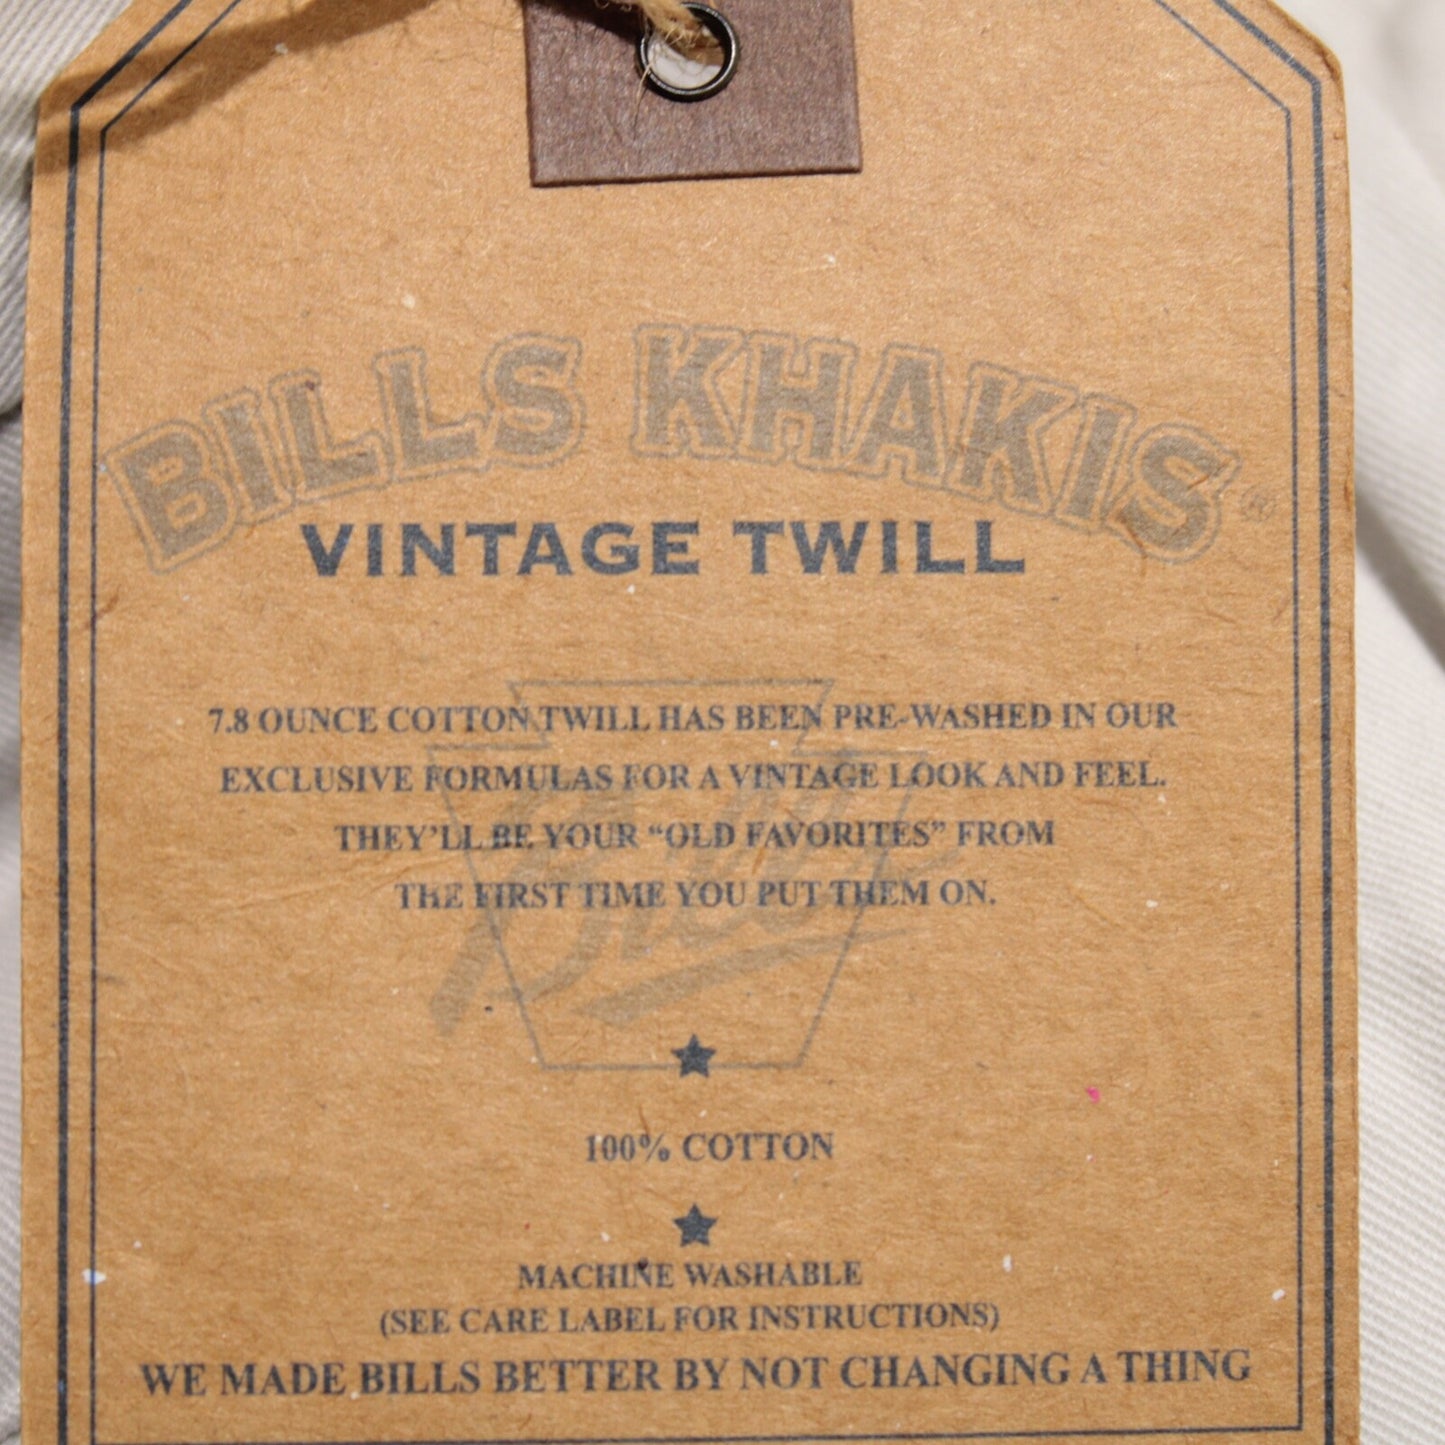 BILLS KHAKIS®
VINTAGE TWILL
7.8 OUNCE COTTON TWILL HAS BEEN PRE-WASHED IN OUR
EXCLUSIVE FORMULAS FOR A VINTAGE LOOK AND FEEL.
THEY'LL BE YOUR “OLD FAVORITES” FROM
THE FIRST TIME YOU PUT THEM ON.
Bills
100% COTTON
MACHINE WASHABLE
(SEE CARE LABEL FOR INSTRUCTIONS)
WE MADE BILLS BETTER BY NOT CHANGING A THING